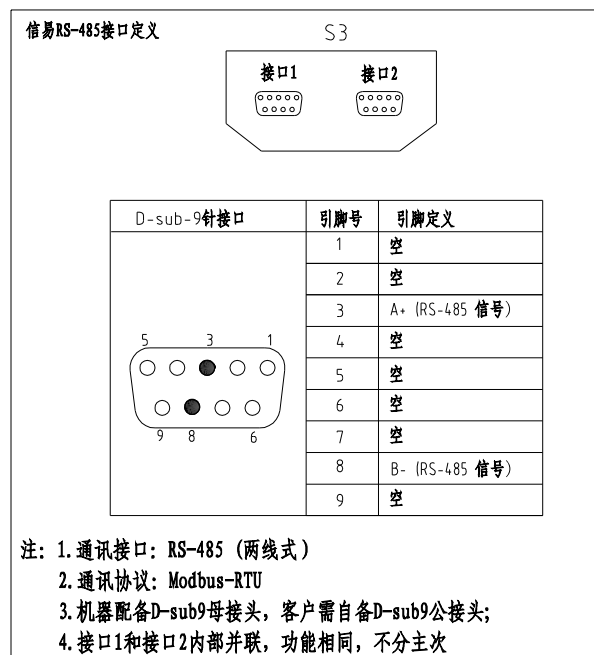 信易RS-485接口定义
S3
接口1 接口2
D-sub-9针接口 引脚号 引脚定义
1 空
2 空
3 A+ (RS-485 信号)
4 空
5 空
6 空
7 空
8 B- (RS-485 信号)
9 空
5 3 1
9 8 6
注: 1.通讯接口: RS-485 (两线式)
2.通讯协议: Modbus-RTU
3.机器配备D-sub9母接头，客户需自备D-sub9公接头;
4.接口1和接口2内部并联，功能相同，不分主次